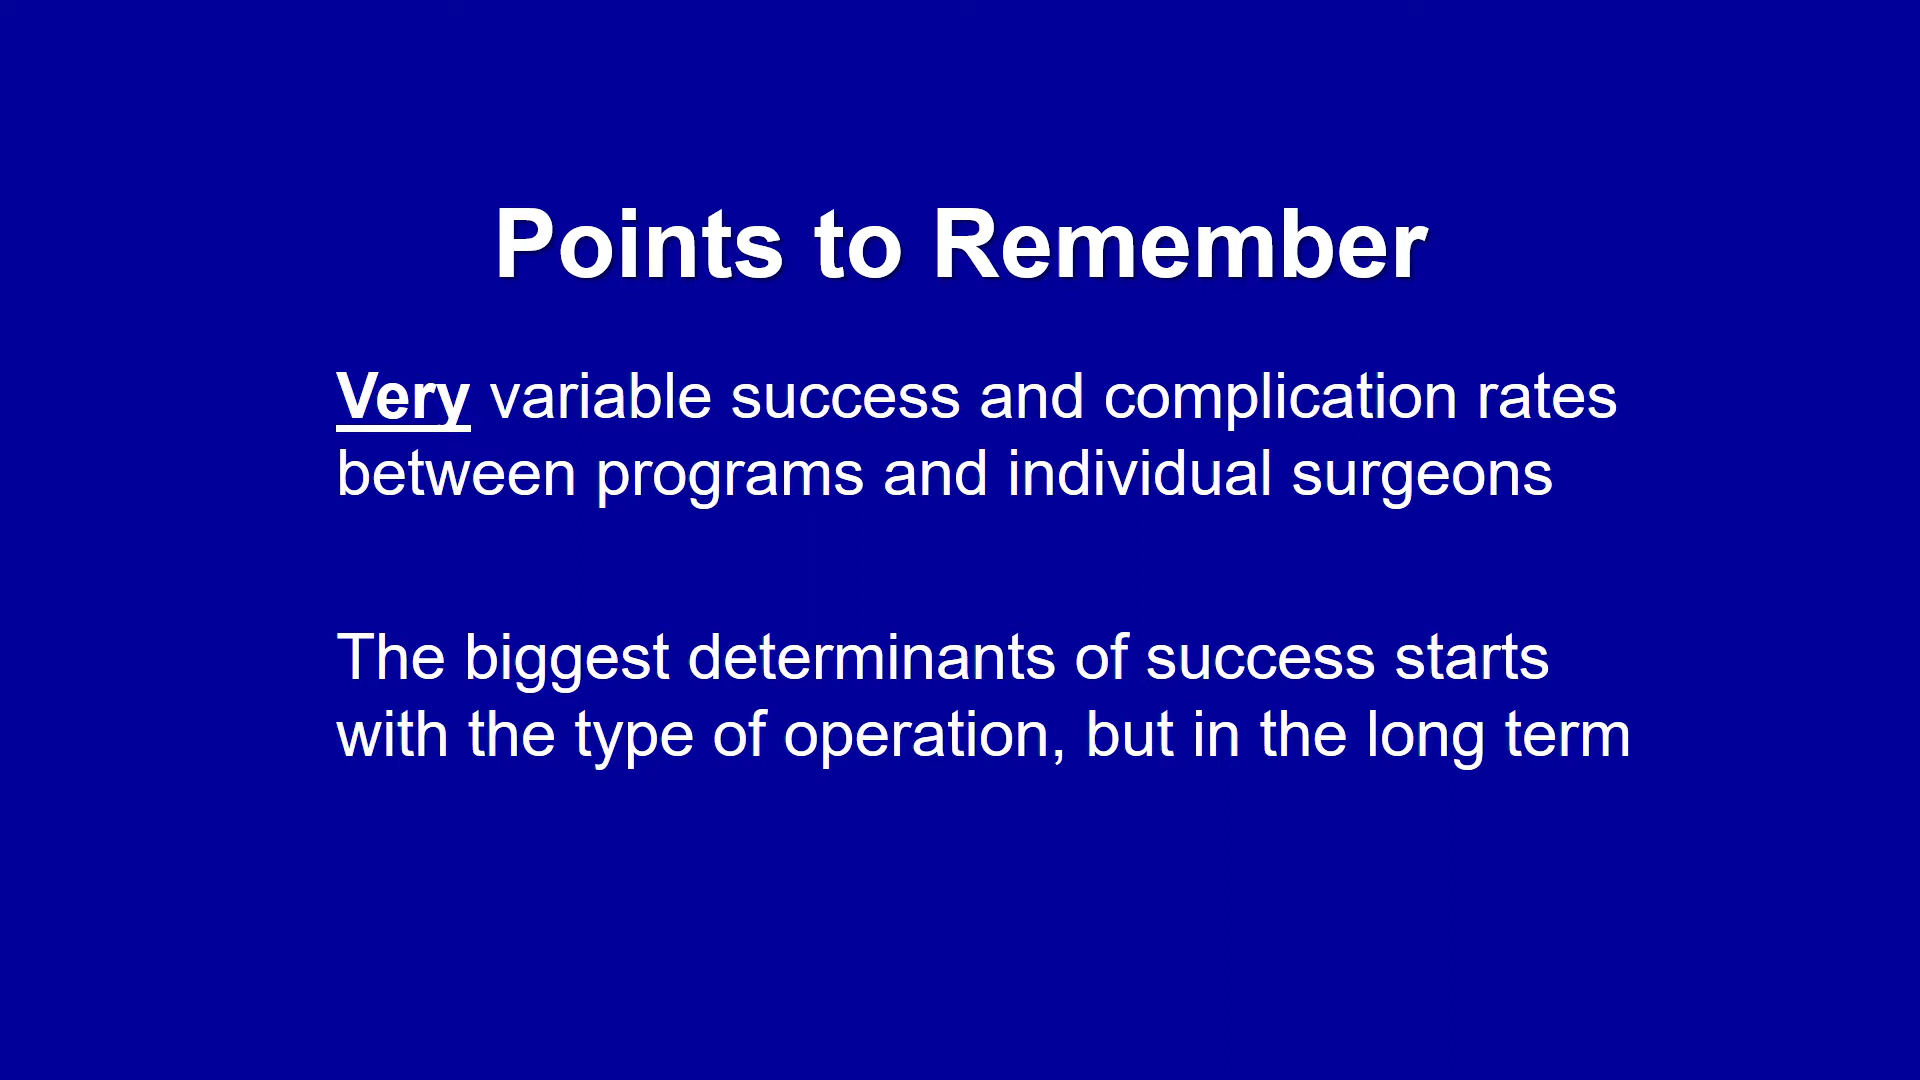 Points to Remember
Very variable success and complication rates
between programs and individual surgeons
The biggest determinants of success starts
with the type of operation, but in the long term